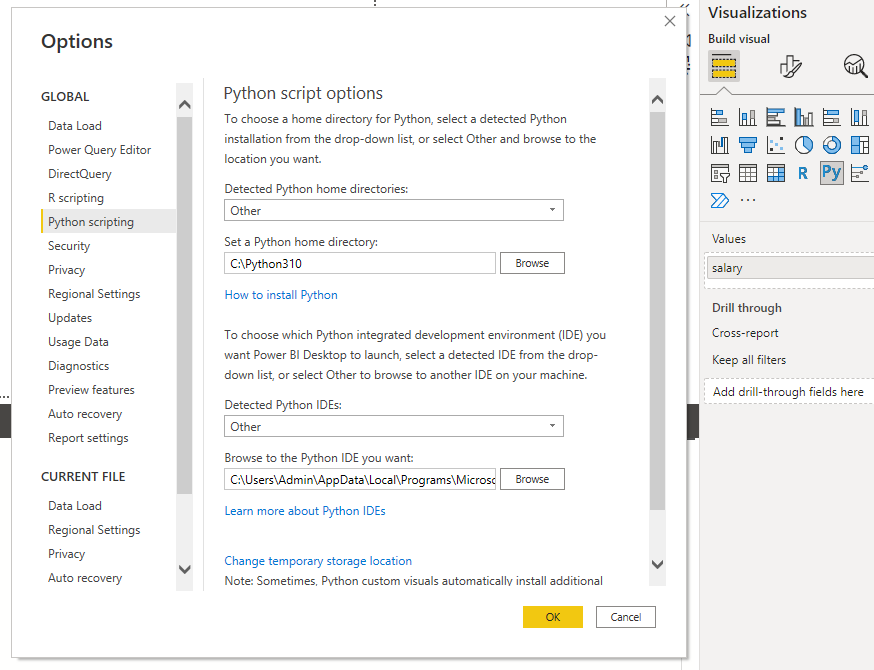 Options
GLOBAL
Data Load
Power Query Editor
DirectQuery
R scripting
Python scripting
Security
Privacy
Regional Settings
Updates
Usage Data
Diagnostics
Preview features
Auto recovery
Report settings
CURRENT FILE
Data Load
Regional Settings
Privacy
Auto recovery
Python script options
To choose a home directory for Python, select a detected Python
installation from the drop-down list, or select Other and browse to the
location you want.
Detected Python home directories:
Other
Set a Python home directory:
C:\Python310
Browse
How to install Python
To choose which Python integrated development environment (IDE) you
want Power BI Desktop to launch, select a detected IDE from the drop-
down list, or select Other to browse to another IDE on your machine.
Detected Python IDEs:
Other
Browse to the Python IDE you want:
C:\Users\Admin\AppData\Local\Programs\Microsc
Browse
Learn more about Python IDEs
Change temporary storage location
Note: Sometimes, Python custom visuals automatically install additional
OK
Cancel
Visualizations
Build visual
R
Py
Values
salary
Drill through
Cross-report
Keep all filters
Add drill-through fields here